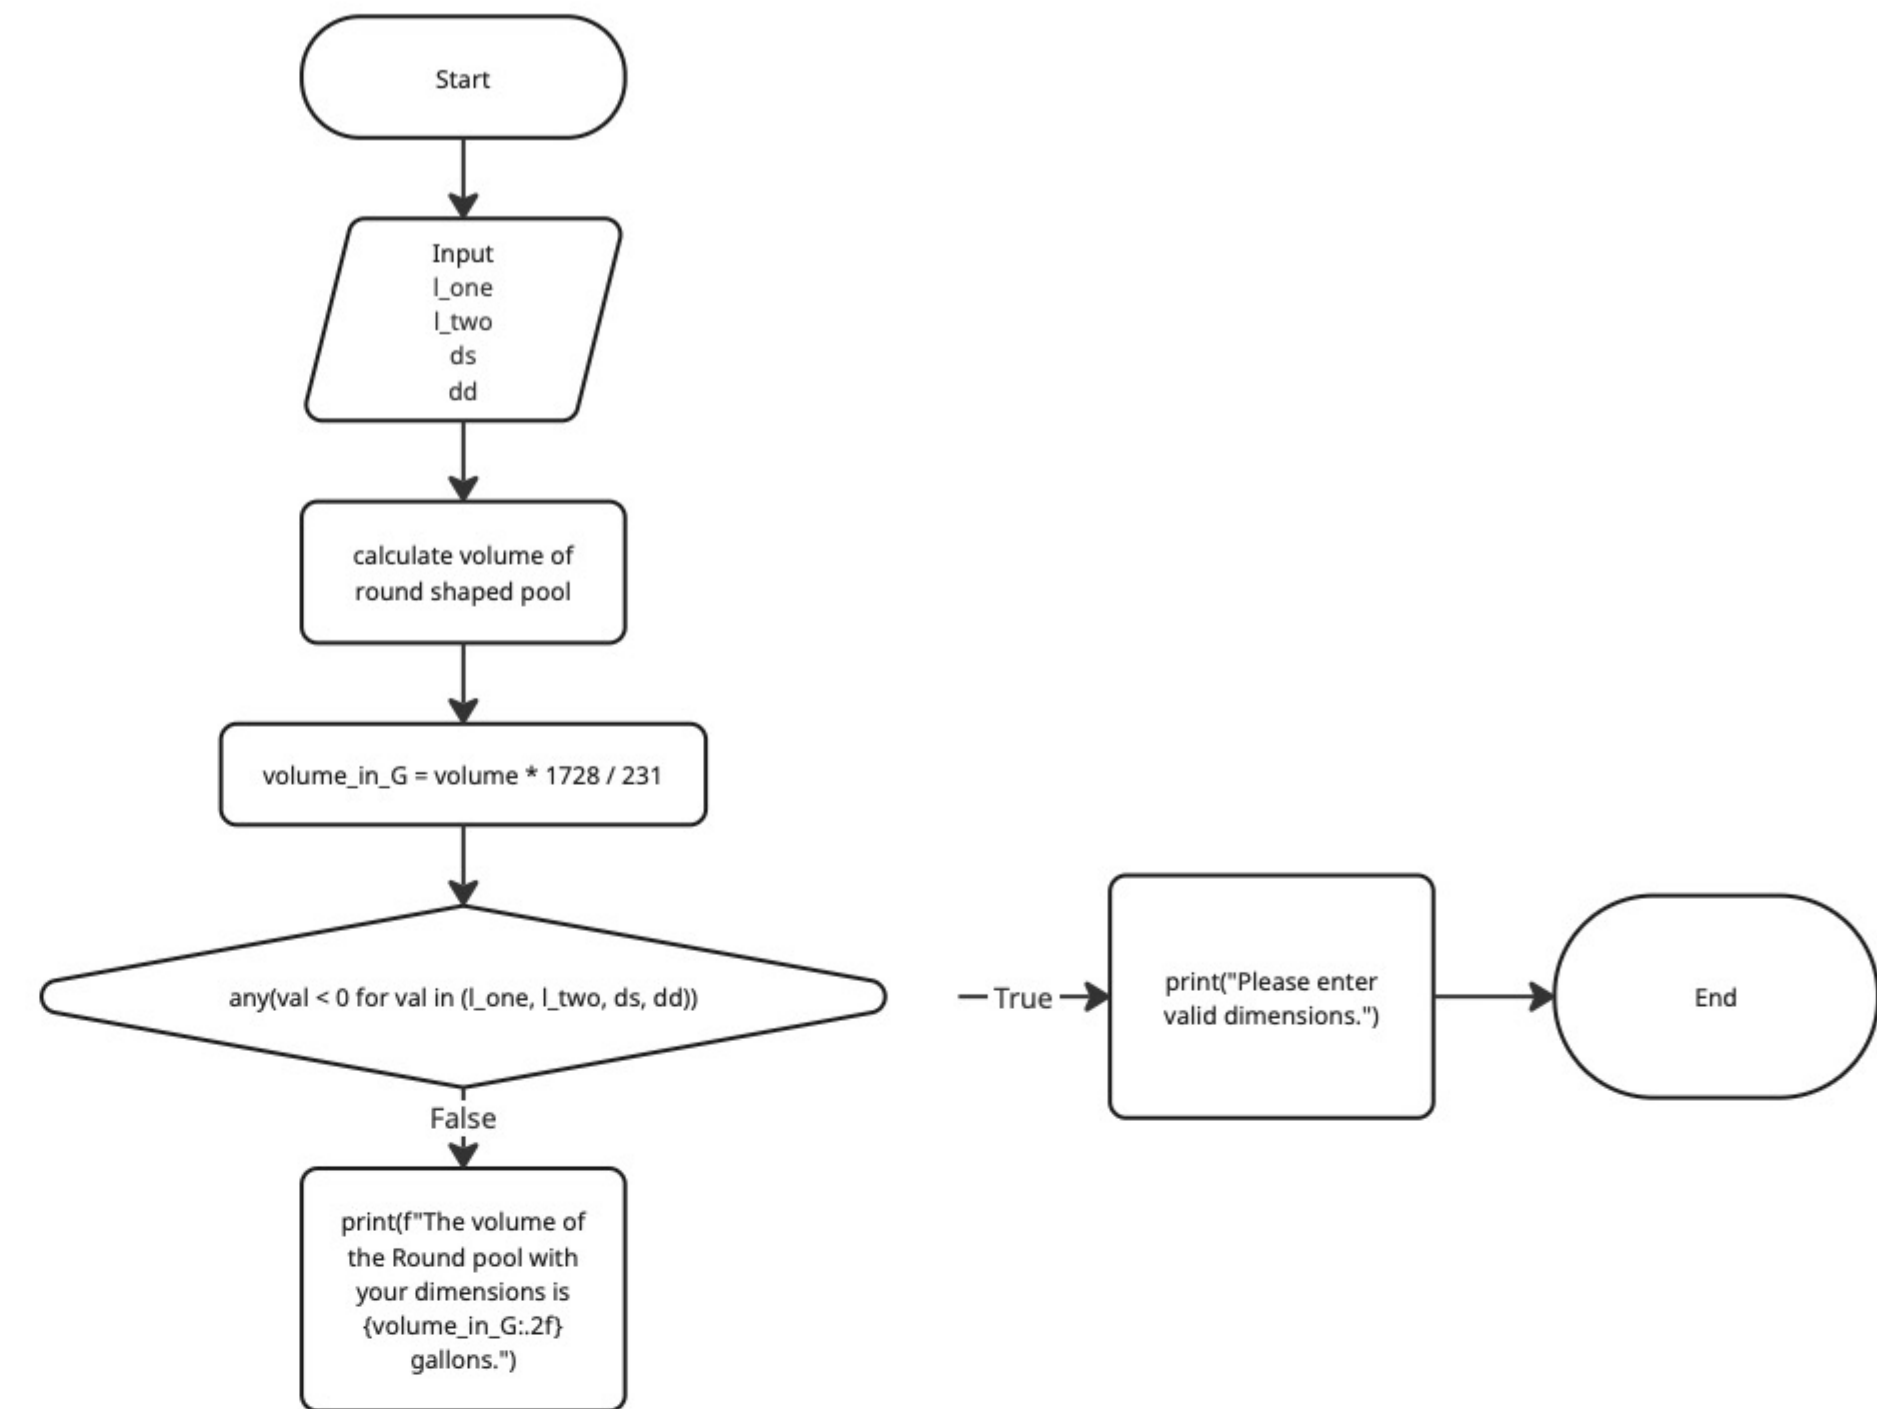 Start
Input
l_one
l_two
ds
dd
calculate volume of
round shaped pool
volume_in_G = volume * 1728 / 231
any(val < 0 for val in (l_one, l_two, ds, dd))
True
print("Please enter
valid dimensions.")
End
False
print(f"The volume of
the Round pool with
your dimensions is
{volume_in_G:.2f}
gallons.")